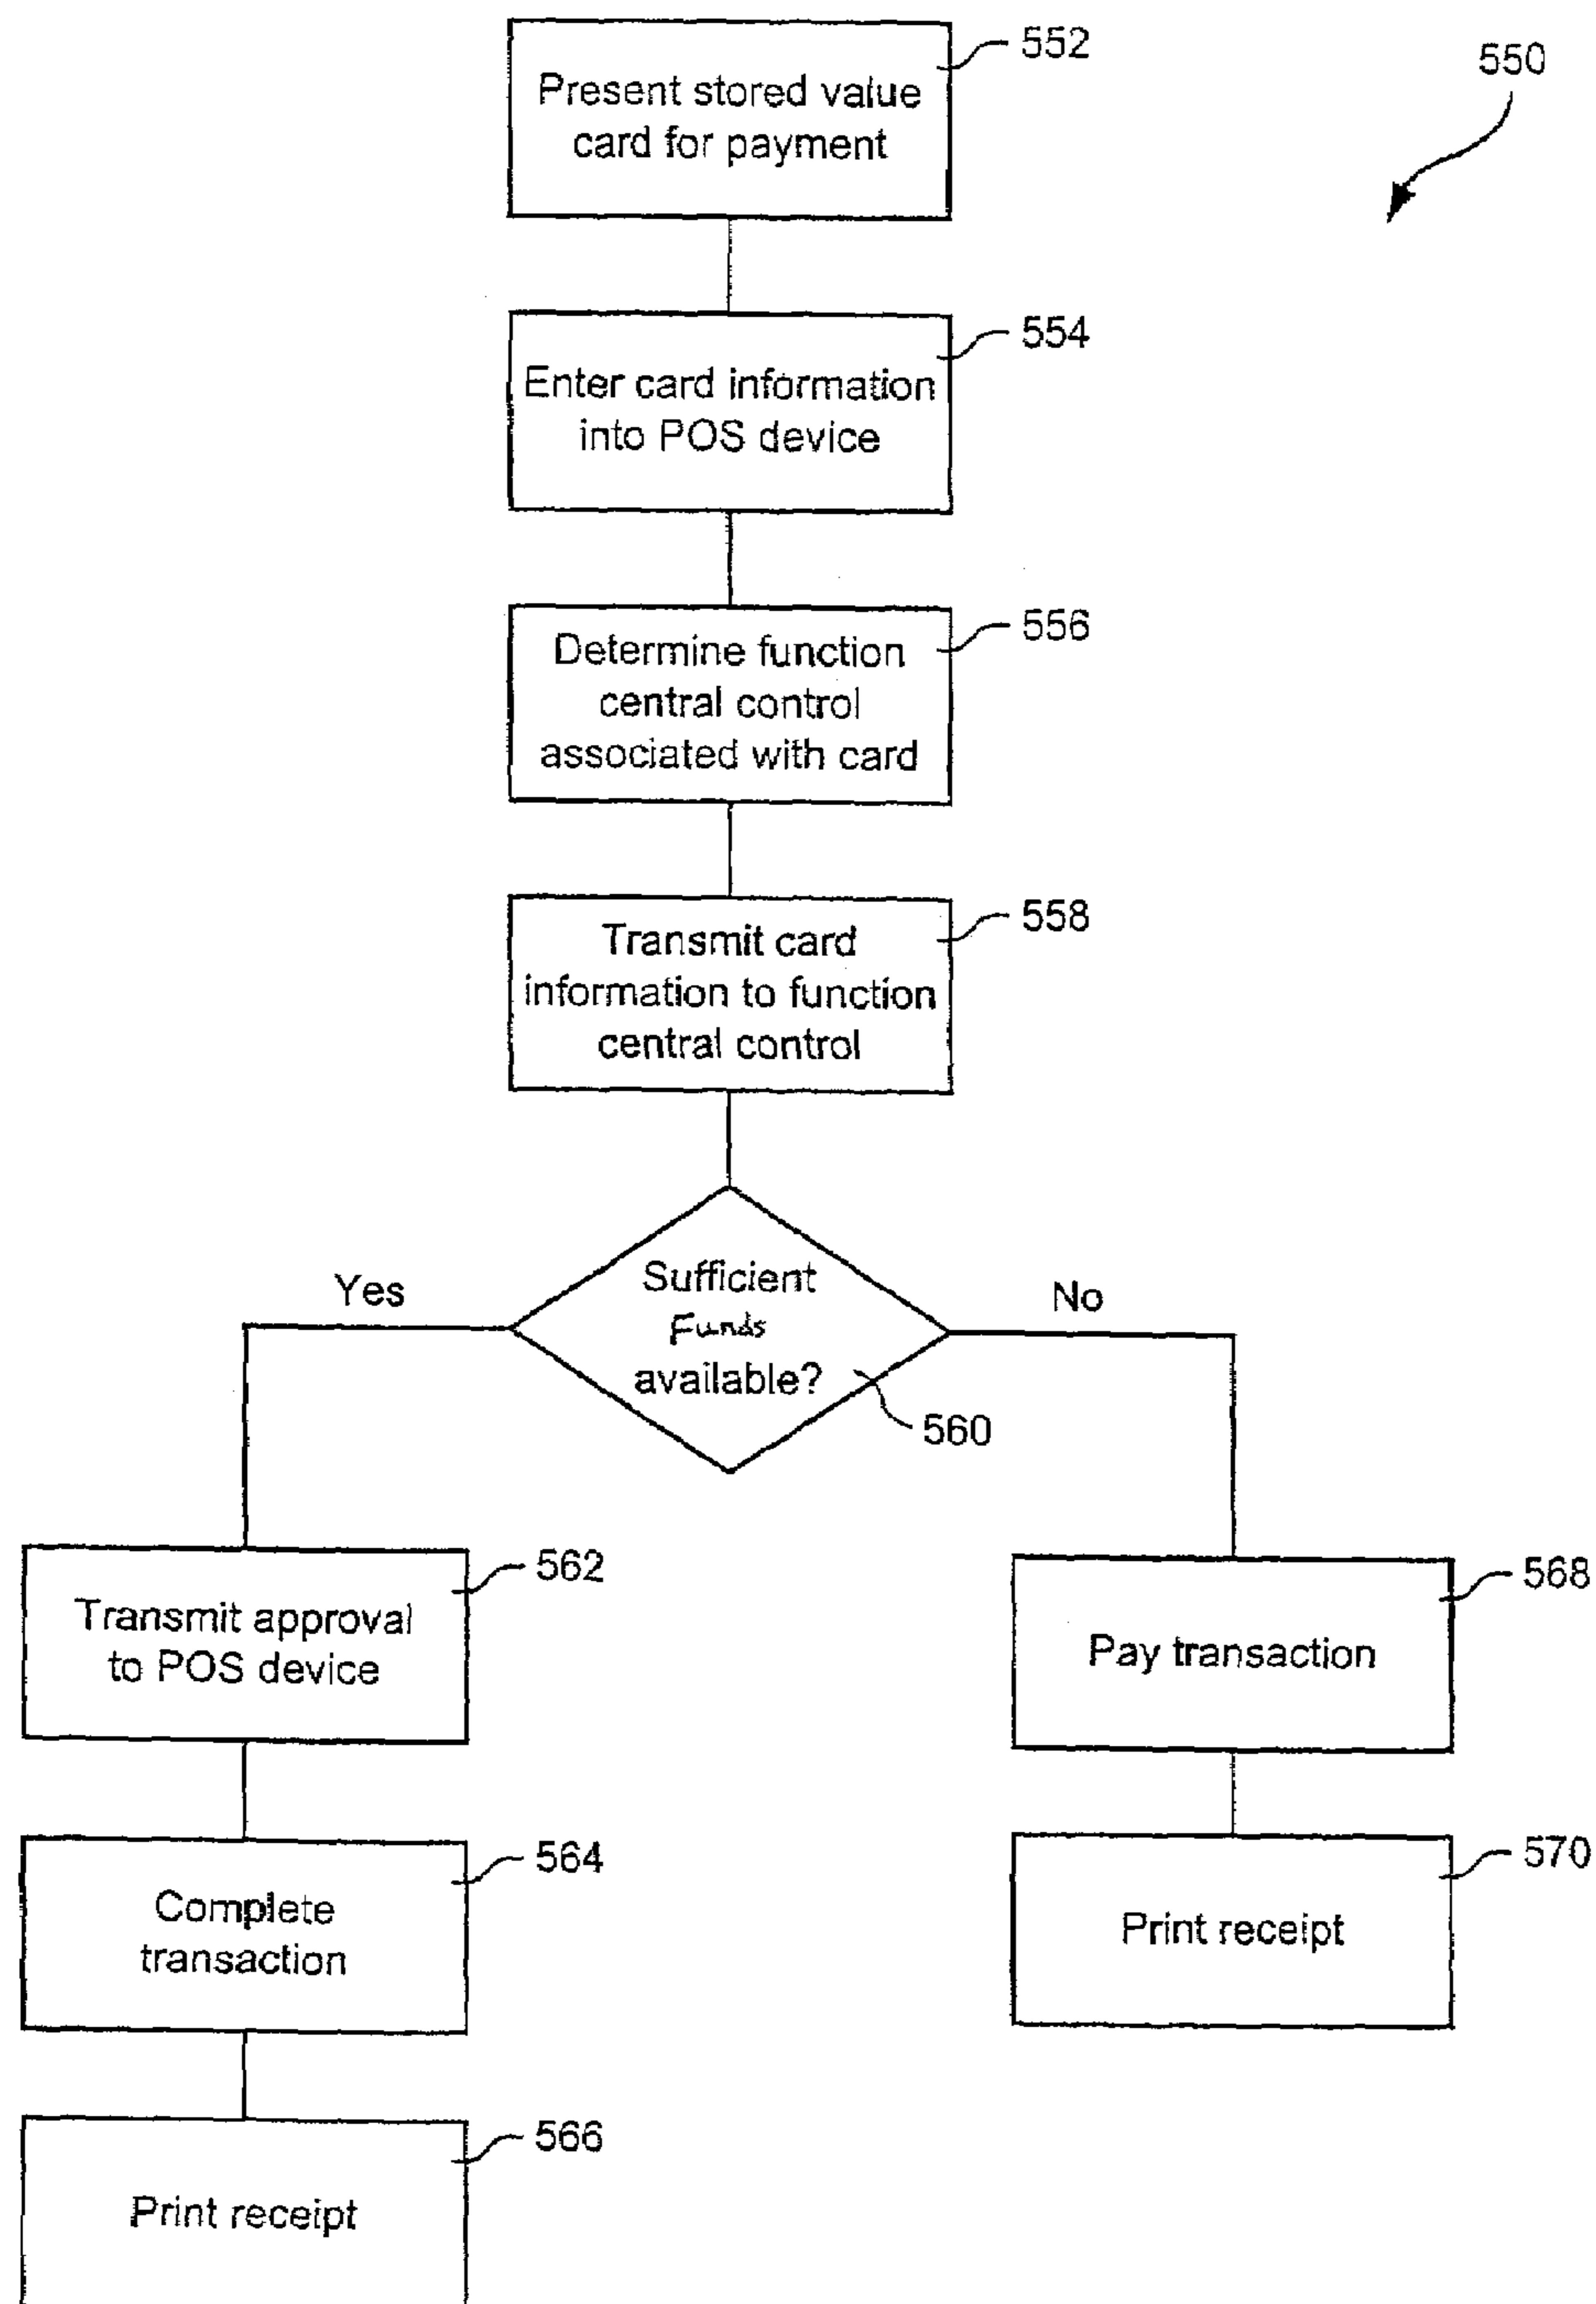 552
550
Present stored value
card for payment
554
Enter card information
into POS device
556
Determine function
central control
associated with card
558
Transmit card
information to function
central control
Yes
No
Sufficient
Funds
available?
560
562
Transmit approval
to POS device
568
Pay transaction
564
Complete
transaction
570
Print receipt
566
Print receipt